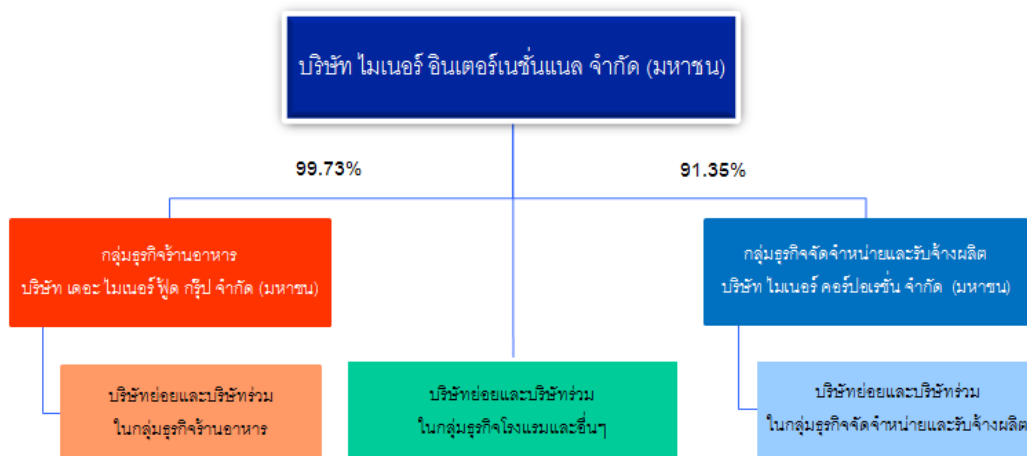 บริษัท ไมเนอร์ อินเตอร์เนชั่นแนล จำกัด (มหาชน)
99.73%
91.35%
กลุ่มธุรกิจร้านอาหาร
บริษัท เดอะ ไมเนอร์ ฟู้ด กรุ๊ป จำกัด (มหาชน)
กลุ่มธุรกิจจัดจำหน่ายและรับจ้างผลิต
บริษัท ไมเนอร์ คอร์ปอเรชั่น จำกัด (มหาชน)
บริษัทย่อยและบริษัทร่วม
ในกลุ่มธุรกิจร้านอาหาร
บริษัทย่อยและบริษัทร่วม
ในกลุ่มธุรกิจโรงแรมและอื่นๆ
บริษัทย่อยและบริษัทร่วม
ในกลุ่มธุรกิจจัดจำหน่ายและรับจ้างผลิต